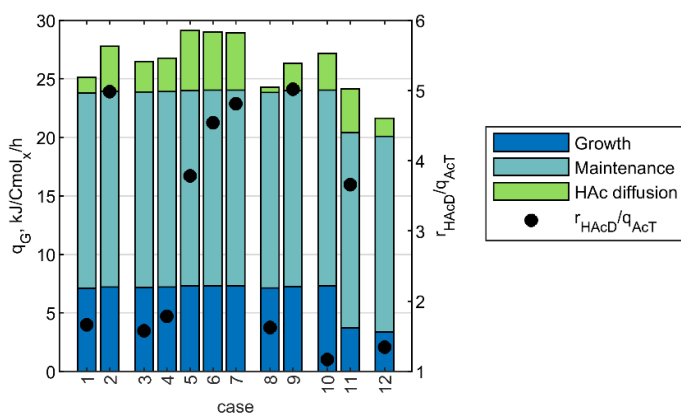 30
25
20
15
10
5
0
q_G, kJ/Cmol_x/h
6
5
4
3
2
1
r_HAcD/q_AcT
1 2 3 4 5 6 7 8 9 10 11 12
case
Growth
Maintenance
HAc diffusion
r_HAcD/q_AcT